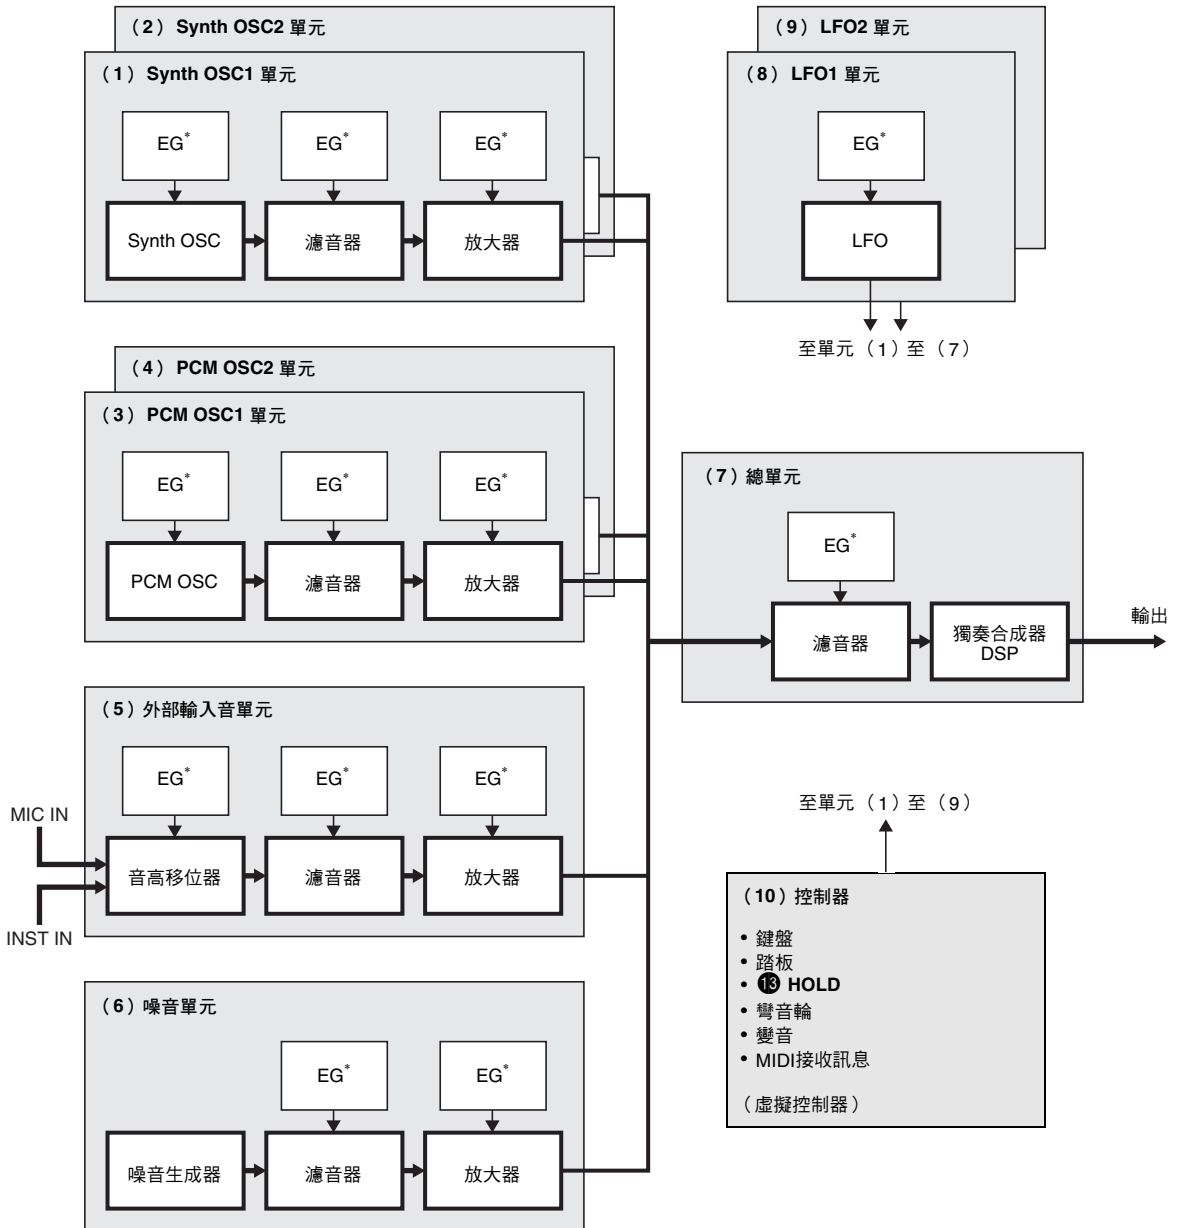 （2）Synth OSC2 單元
（1）Synth OSC1 單元
EG*
EG*
EG*
Synth OSC
濾音器
放大器
（4）PCM OSC2 單元
（3）PCM OSC1 單元
EG*
EG*
EG*
PCM OSC
濾音器
放大器
（5）外部輸入音單元
EG*
EG*
EG*
MIC IN
音高移位器
濾音器
放大器
INST IN
（6）噪音單元
EG*
EG*
噪音生成器
濾音器
放大器
（9）LFO2 單元
（8）LFO1 單元
EG*
LFO
至單元（1）至（7）
（7）總單元
EG*
濾音器
獨奏合成器
DSP
輸出
至單元（1）至（9）
（10）控制器
• 鍵盤
• 踏板
• ⓭ HOLD
• 彎音輪
• 變音
• MIDI接收訊息
（虛擬控制器）